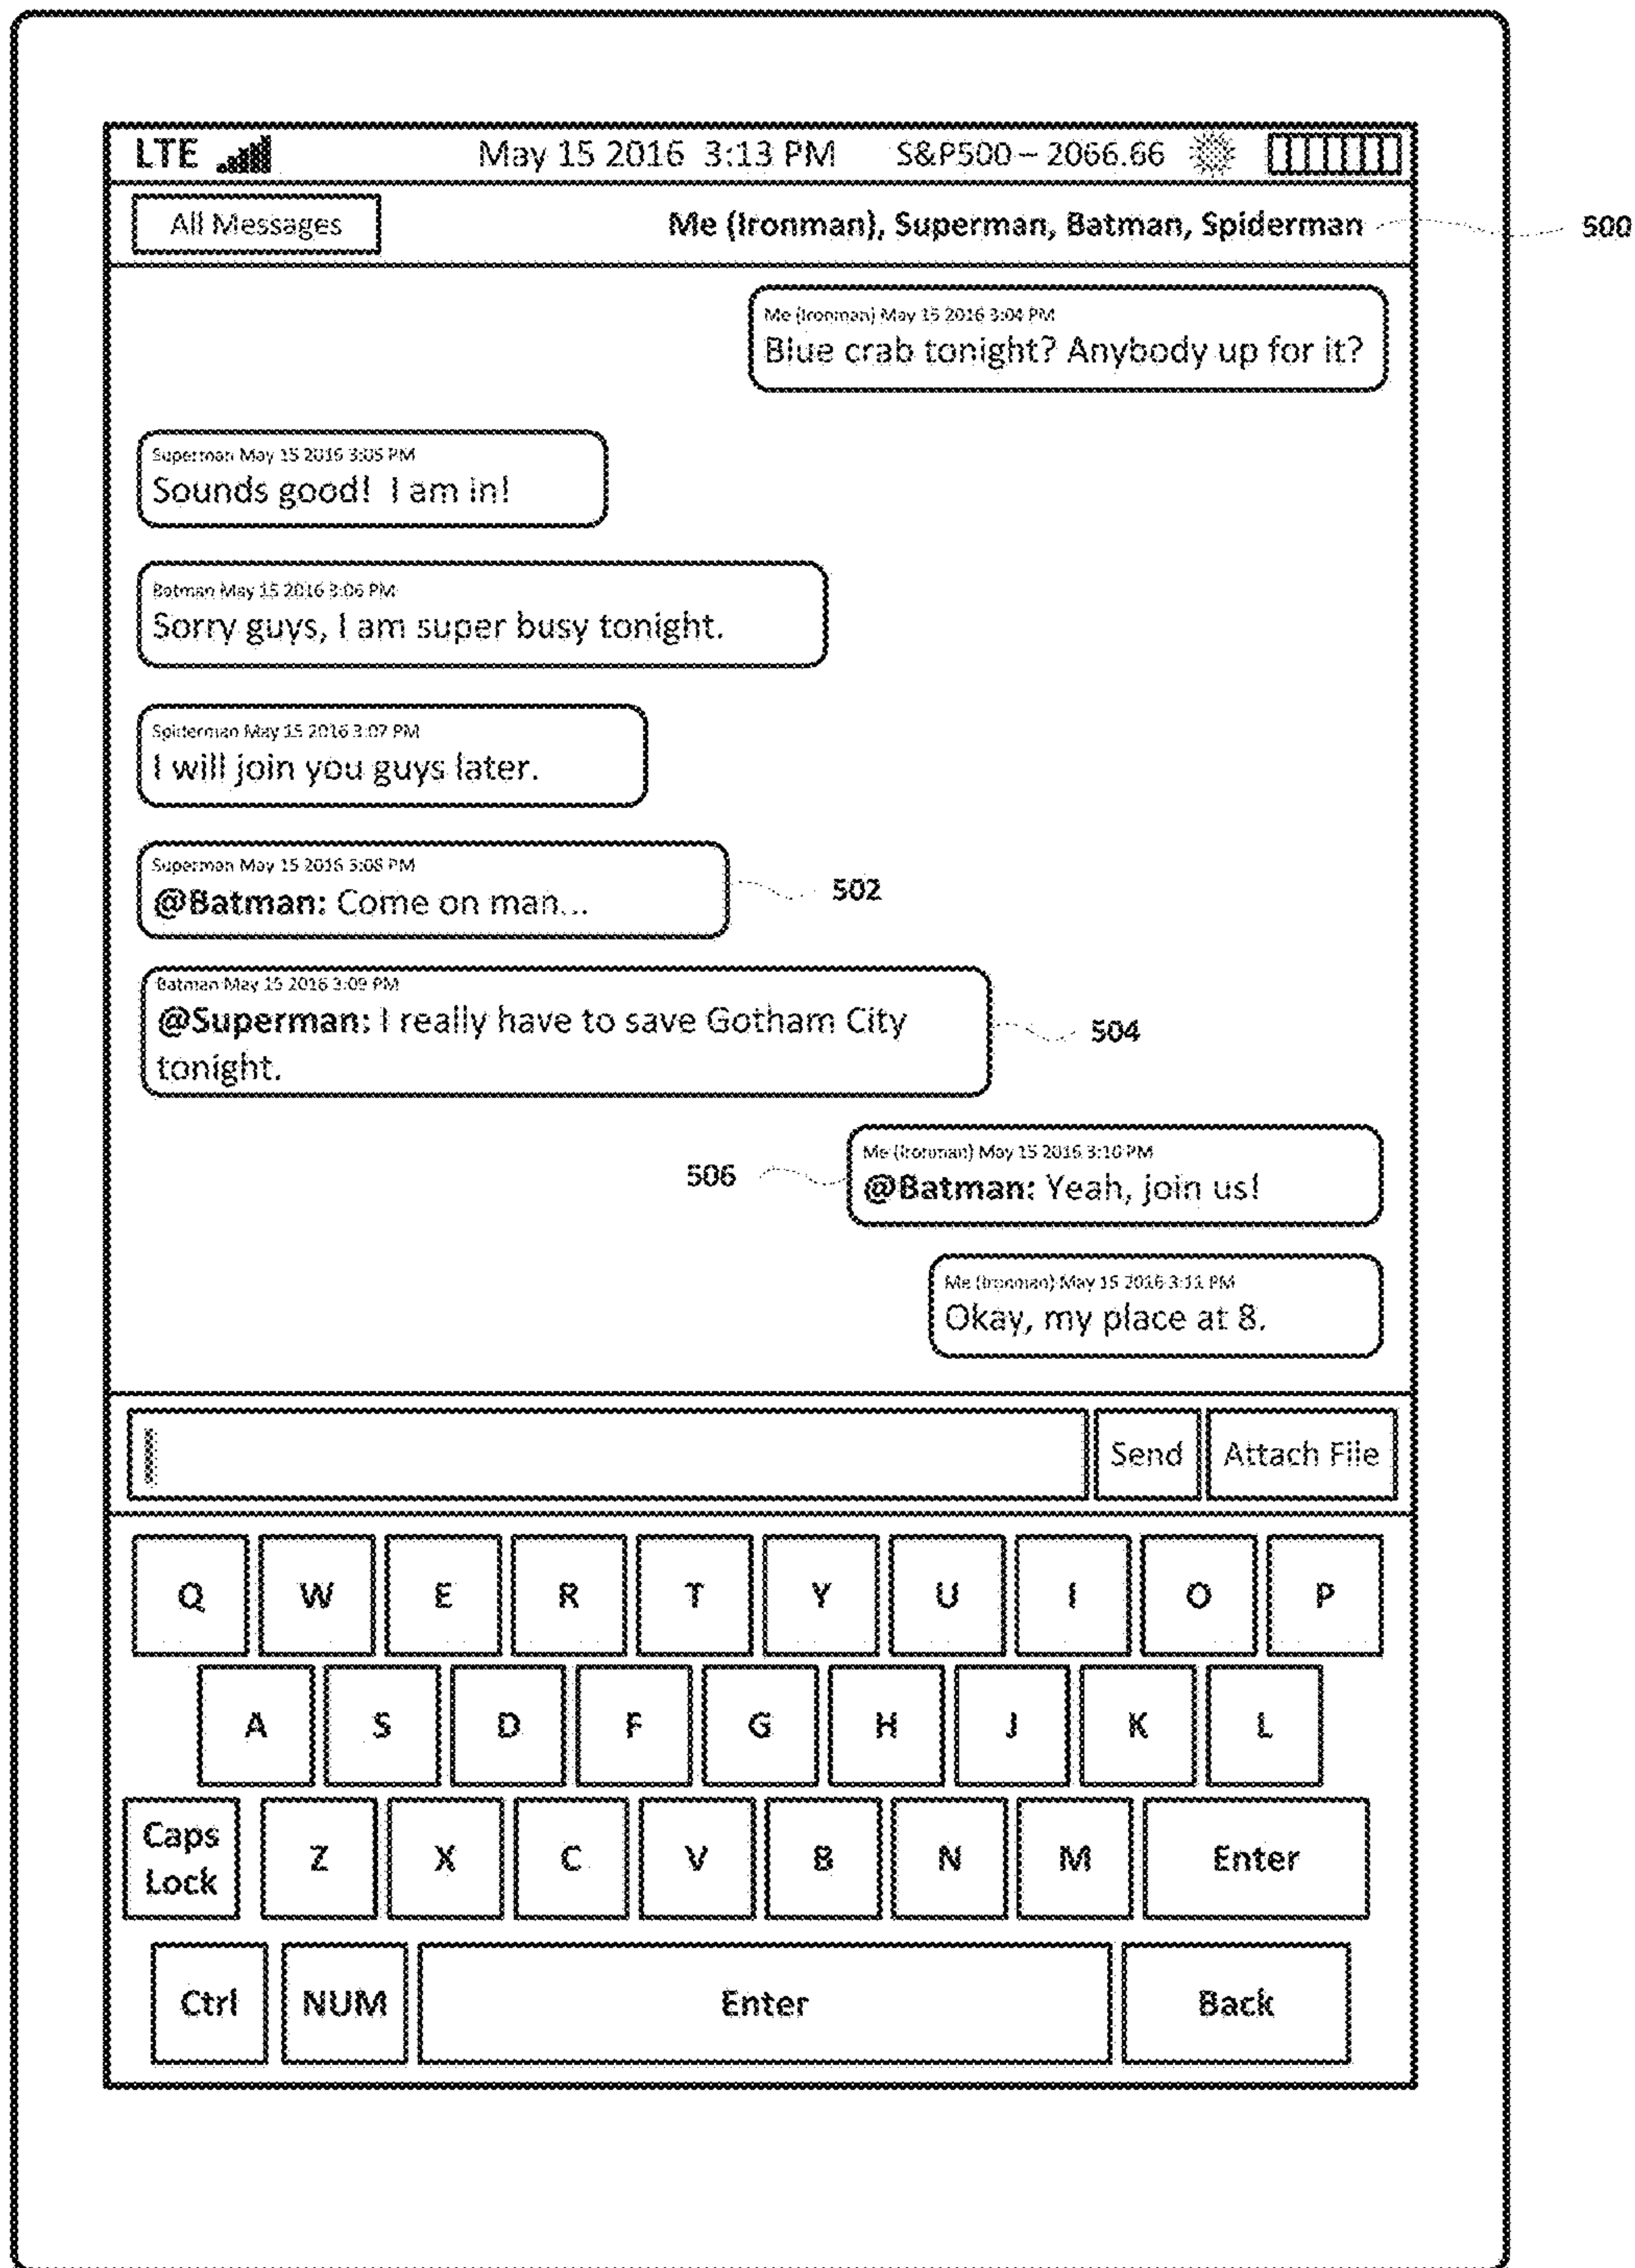 LTE May 15 2016 3:13 PM S&P500 – 2066.66
All Messages Me (Ironman), Superman, Batman, Spiderman 500
Me (Ironman) May 15 2016 3:04 PM
Blue crab tonight? Anybody up for it?
Superman May 15 2016 3:05 PM
Sounds good! I am in!
Batman May 15 2016 3:06 PM
Sorry guys, I am super busy tonight.
Spiderman May 15 2016 3:07 PM
I will join you guys later.
Superman May 15 2016 3:08 PM
@Batman: Come on man...
502
Batman May 15 2016 3:09 PM
@Superman: I really have to save Gotham City
tonight.
504
Me (Ironman) May 15 2016 3:10 PM
506
@Batman: Yeah, join us!
Me (Ironman) May 15 2016 3:11 PM
Okay, my place at 8.
Send Attach File
Q W E R T Y U I O P
A S D F G H J K L
Caps
Lock
Z X C V B N M Enter
Ctrl NUM Enter Back